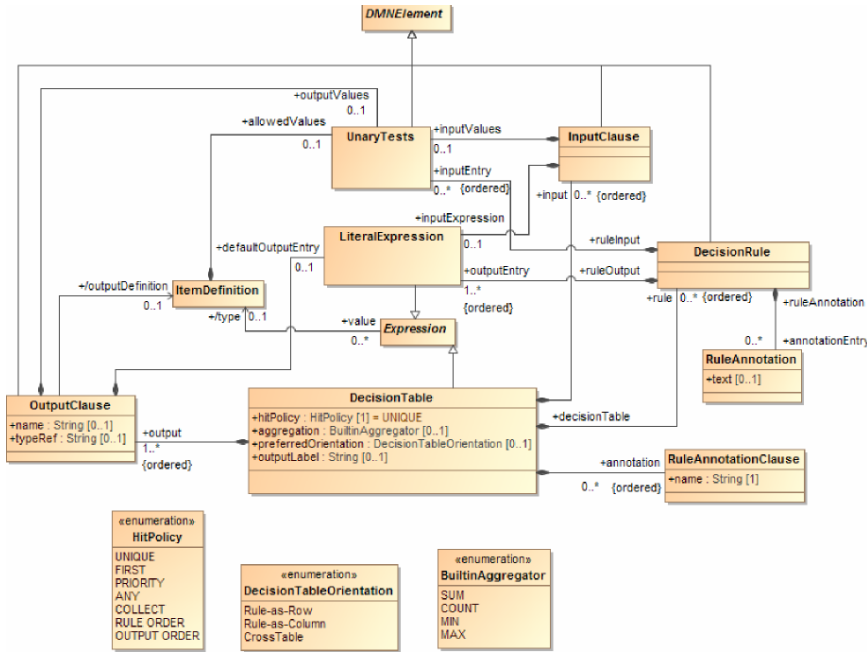 DMNElement
+outputValues
0..1
+allowedValues
0..1
UnaryTests
+inputValues
0..1
InputClause
+inputEntry
0..* {ordered}
+input 0..* {ordered}
+inputExpression
0..1
LiteralExpression
+defaultOutputEntry
0..1
+ruleInput
DecisionRule
+outputEntry
1..*
{ordered}
+ruleOutput
+/outputDefinition
0..1
ItemDefinition
+/type 0..1
+value
0..*
Expression
+rule 0..* {ordered}
+ruleAnnotation
0..* +annotationEntry
RuleAnnotation
+text [0..1]
OutputClause
+name : String [0..1]
+typeRef : String [0..1]
+output
1..*
{ordered}
DecisionTable
+hitPolicy : HitPolicy [1] = UNIQUE
+aggregation : BuiltinAggregator [0..1]
+preferredOrientation : DecisionTableOrientation [0..1]
+outputLabel : String [0..1]
+decisionTable
+annotation
0..* {ordered}
RuleAnnotationClause
+name : String [1]
«enumeration»
HitPolicy
UNIQUE
FIRST
PRIORITY
ANY
COLLECT
RULE ORDER
OUTPUT ORDER
«enumeration»
DecisionTableOrientation
Rule-as-Row
Rule-as-Column
CrossTable
«enumeration»
BuiltinAggregator
SUM
COUNT
MIN
MAX